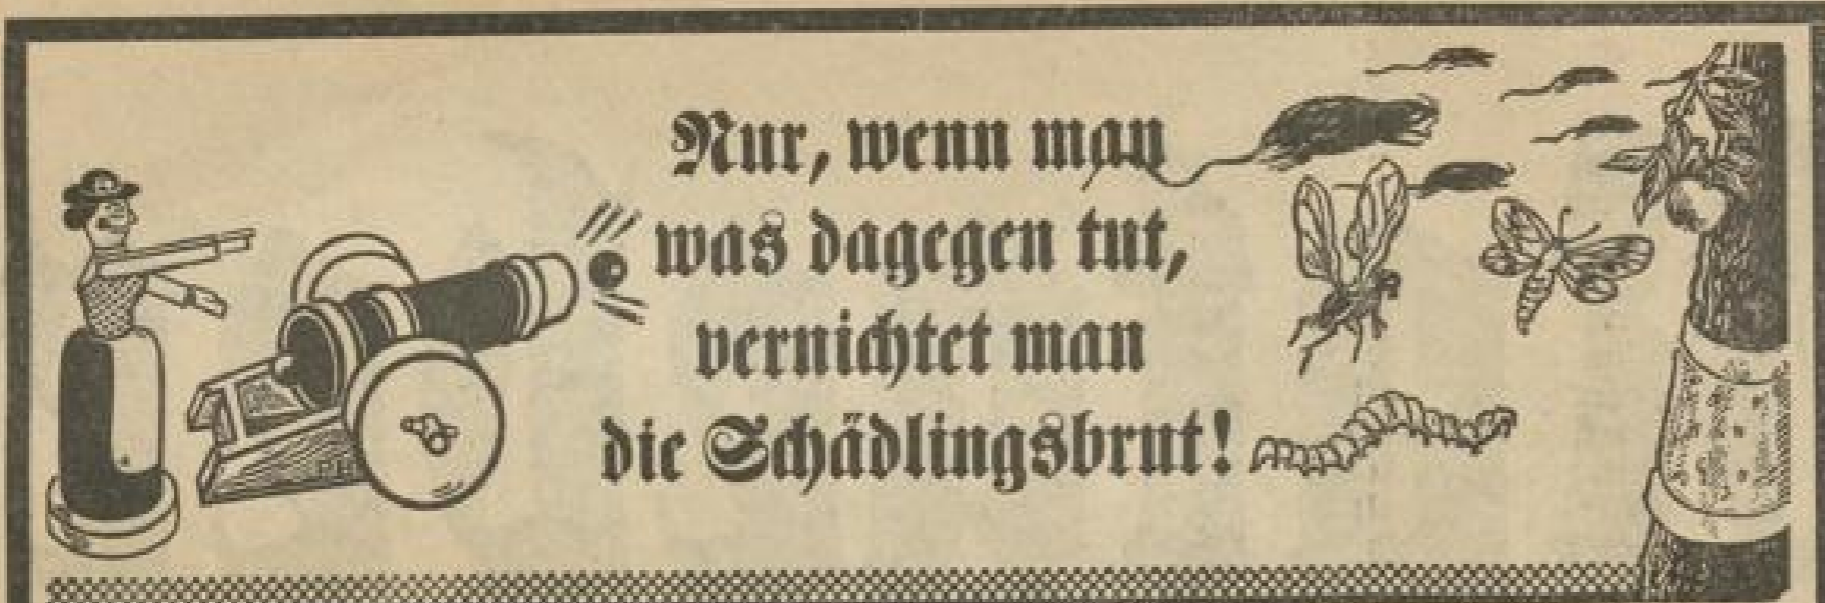 Nur, wenn man
was dagegen tut,
vernichtet man
die Schädlingsbrut!